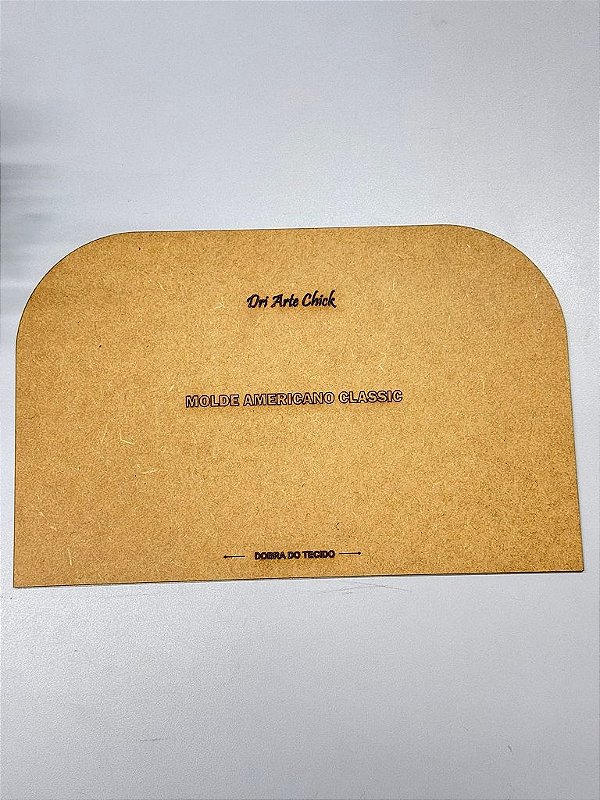 Dri Arte Chick
MOLDE AMERICANO CLASSIC
DOBRA DO TECIDO